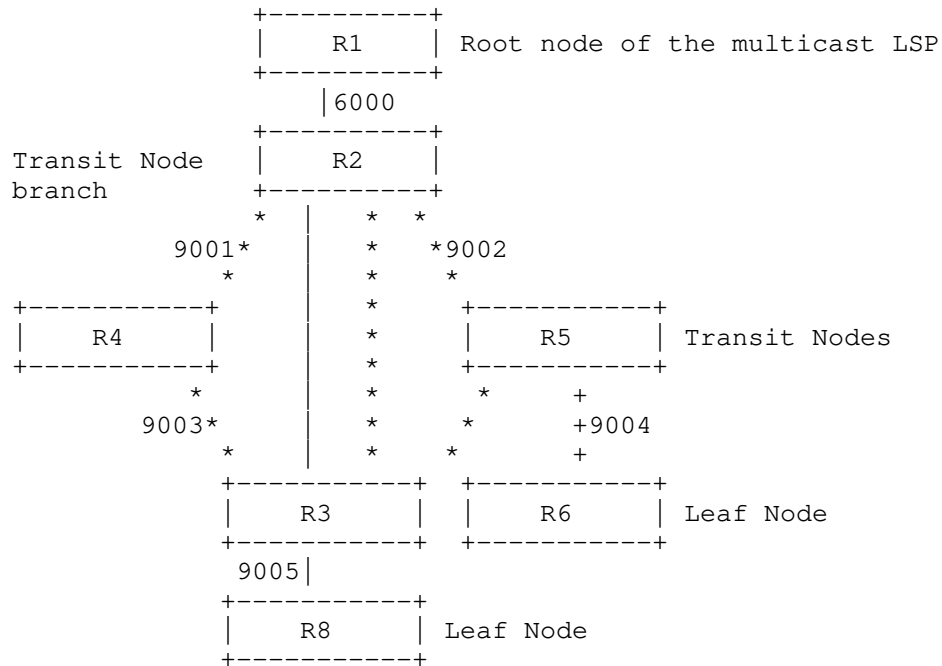 R1 Root node of the multicast LSP
6000
Transit Node R2
branch
9001 9002
R4 R5 Transit Nodes
9003 9004
R3 R6 Leaf Node
9005
R8 Leaf Node